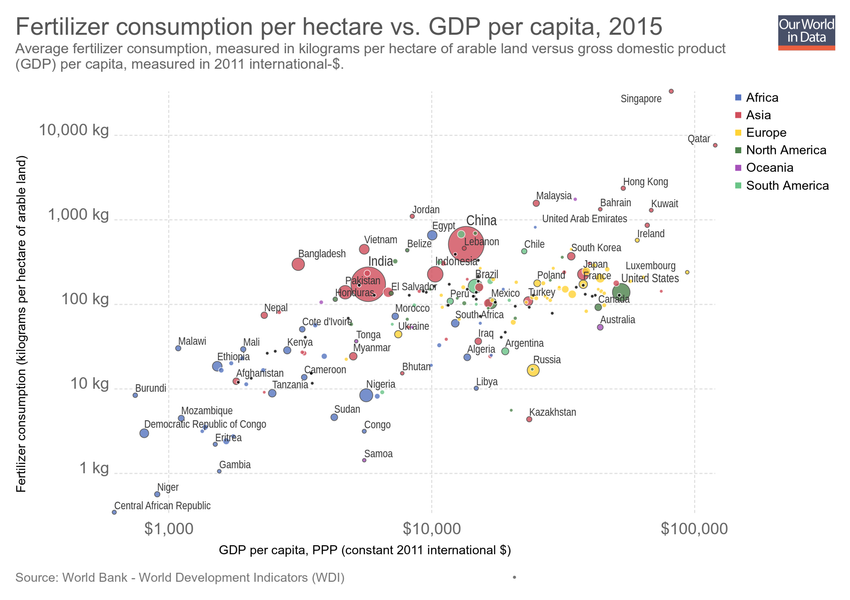 Fertilizer consumption per hectare vs. GDP per capita, 2015
Our World
in Data
Average fertilizer consumption, measured in kilograms per hectare of arable land versus gross domestic product
(GDP) per capita, measured in 2011 international-$.
Africa
Asia
Europe
North America
Oceania
South America
Fertilizer consumption (kilograms per hectare of arable land)
10,000 kg
1,000 kg
100 kg
10 kg
1 kg
Singapore
Qatar
Hong Kong
Malaysia
Bahrain
Kuwait
Jordan
China
United Arab Emirates
Egypt
Ireland
Vietnam
Belize
Lebanon
Chile
South Korea
Bangladesh
India
Indonesia
Japan
Luxembourg
Pakistan
Brazil
Poland
France
United States
Honduras
El Salvador
Peru
Mexico
Turkey
Canada
Nepal
Morocco
South Africa
Australia
Cote d'Ivoire
Ukraine
Malawi
Mali
Kenya
Tonga
Iraq
Argentina
Myanmar
Algeria
Ethiopia
Bhutan
Russia
Afghanistan
Cameroon
Burundi
Tanzania
Nigeria
Libya
Mozambique
Sudan
Kazakhstan
Democratic Republic of Congo
Congo
Eritrea
Samoa
Gambia
Niger
Central African Republic
$1,000
$10,000
$100,000
GDP per capita, PPP (constant 2011 international $)
Source: World Bank - World Development Indicators (WDI)